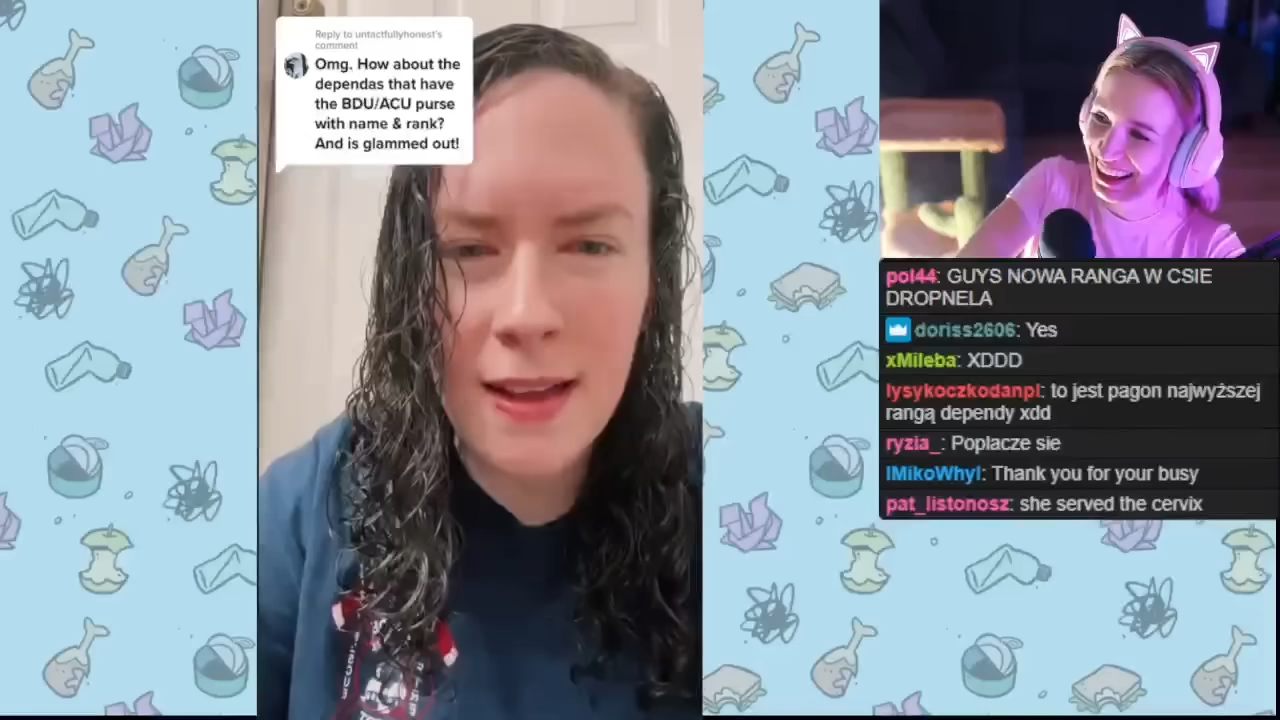 Reply to untactfullyhonest's
comment
Omg. How about the
dependas that have
the BDU/ACU purse
with name & rank?
And is glammed out!
pol44: GUYS NOWA RANGA W CSIE
DROPNELA
doriss2606: Yes
xMileba: XDDD
lysykoczkodanpl: to jest pagon najwyższej
rangą dependy xdd
ryzia_: Poplacze sie
IMikoWhyI: Thank you for your busy
pat_listonosz: she served the cervix